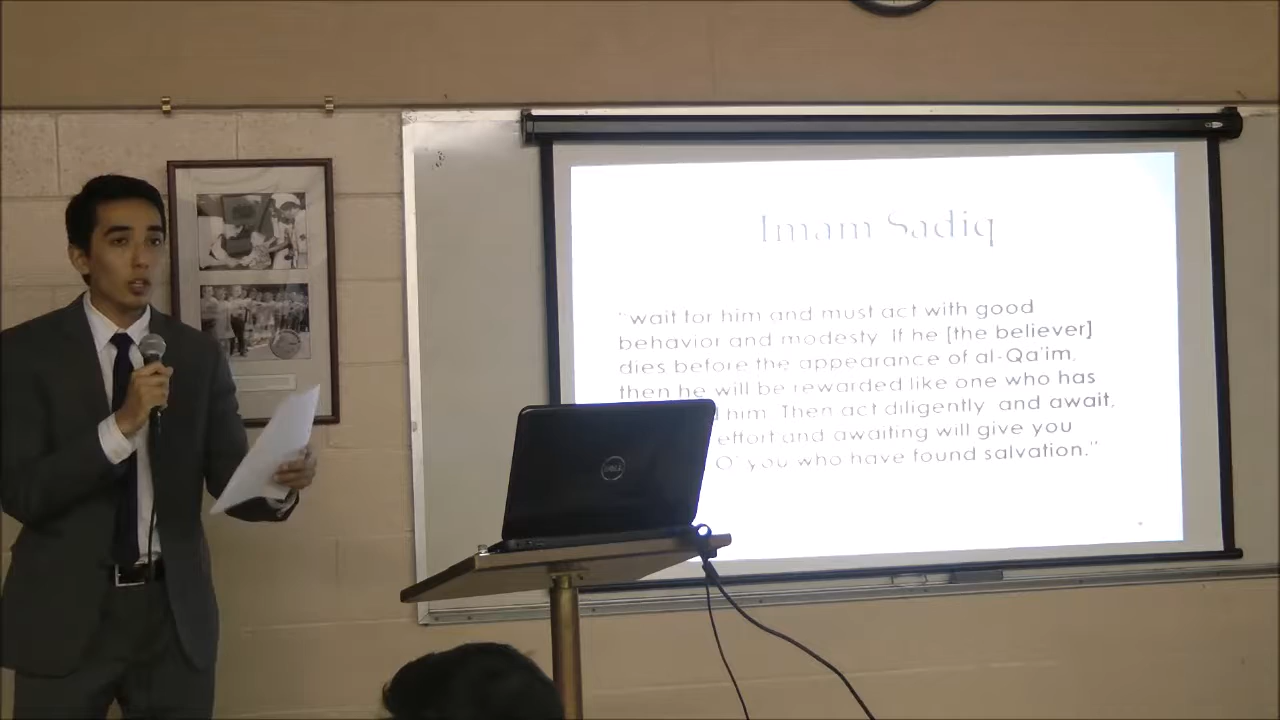 Imam Sadiq
"wait for him and must act with good
behavior and modesty. If he [the believer]
dies before the appearance of al-Qa'im,
then he will be rewarded like one who has
him. Then act diligently and await,
effort and awaiting will give you
O' you who have found salvation."
DELL